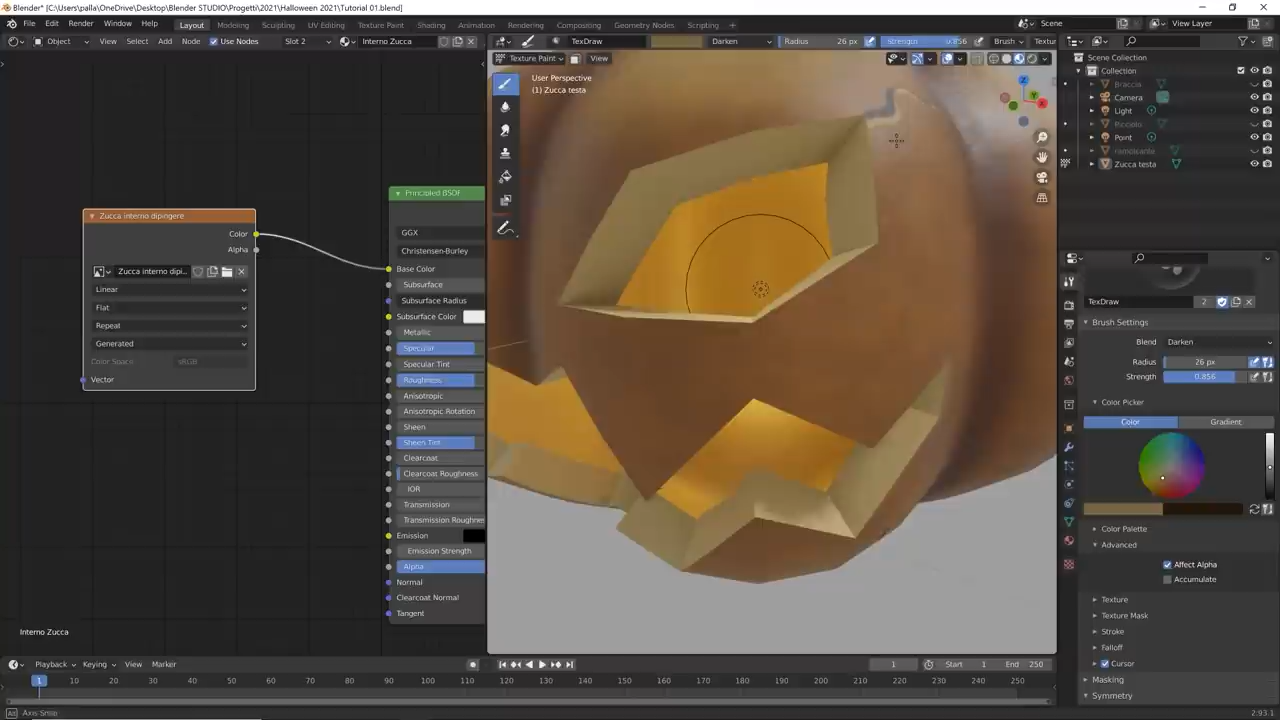 Blender* [C:\Users\palla\OneDrive\Desktop\Blender STUDIO\Progetti\2021\Halloween 2021\Tutorial 01.blend]
File Edit Render Window Help Layout Modeling Sculpting UV Editing Texture Paint Shading Animation Rendering Compositing Geometry Nodes Scripting + Scene View Layer
Object View Select Add Node Use Nodes Slot 2 Interno Zucca TexDraw Darken Radius 26 px Strength 0.856 Brush Textur
Texture Paint View
User Perspective
(1) Zucca testa
Scene Collection
Collection
Braccia
Camera
Light
Picciolo
Point
Zucca testa
Principled BSDF
Zucca interno dipingere
Color
Alpha
Zucca interno dipi...
Linear
Flat
Repeat
Generated
Color Space sRGB
Vector
GGX
Christensen-Burley
Base Color
Subsurface
Subsurface Radius
Subsurface Color
Metallic
Specular
Specular Tint
Roughness
Anisotropic
Anisotropic Rotation
Sheen
Sheen Tint
Clearcoat
Clearcoat Roughness
IOR
Transmission
Transmission Roughnes
Emission
Emission Strength
Alpha
Normal
Clearcoat Normal
Tangent
Interno Zucca
TexDraw 2
Brush Settings
Blend Darken
Radius 26 px
Strength 0.856
Color Picker
Color Gradient
Color Palette
Advanced
Affect Alpha
Accumulate
Texture
Texture Mask
Stroke
Falloff
Cursor
Masking
Symmetry
Playback Keying View Marker 1 Start 1 End 250
1 10 20 30 40 50 60 70 80 90 100 110 120 130 140 150 160 170 180 190 200 210 220 230 240 250
Axis Snap 2.93.1